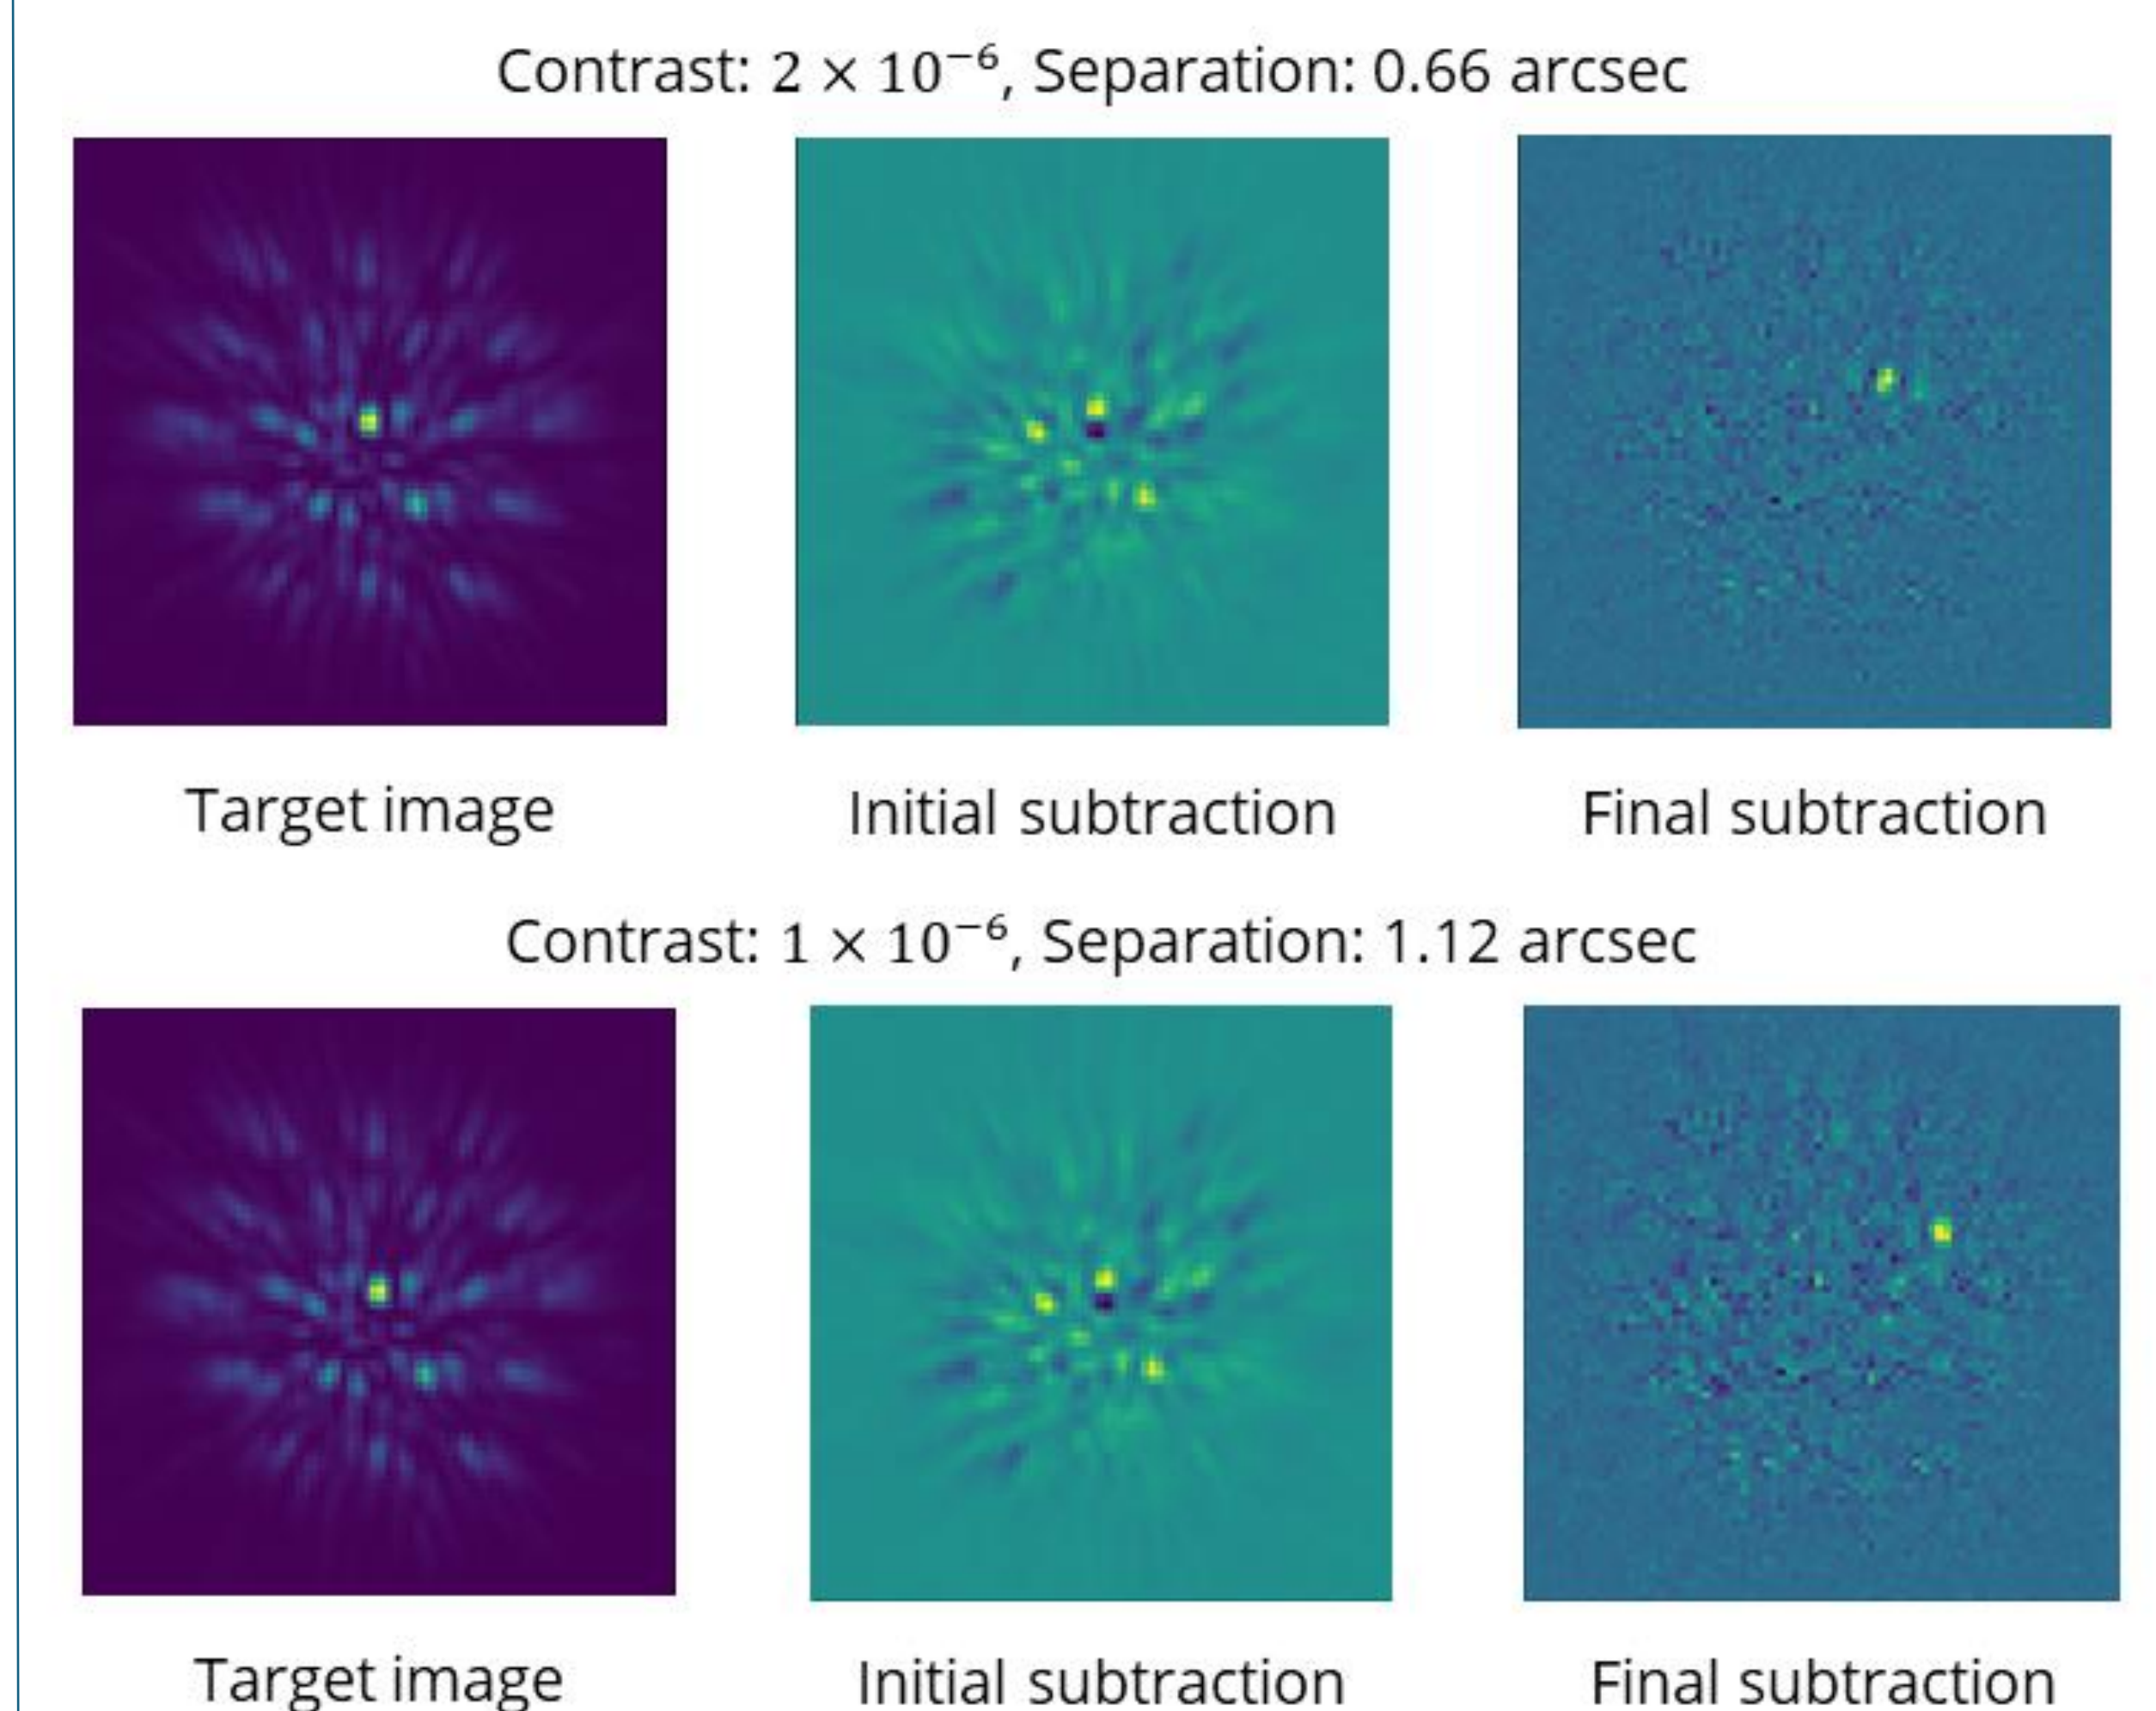 Contrast: 2 × 10⁻⁶, Separation: 0.66 arcsec
Target image
Initial subtraction
Final subtraction
Contrast: 1 × 10⁻⁶, Separation: 1.12 arcsec
Target image
Initial subtraction
Final subtraction